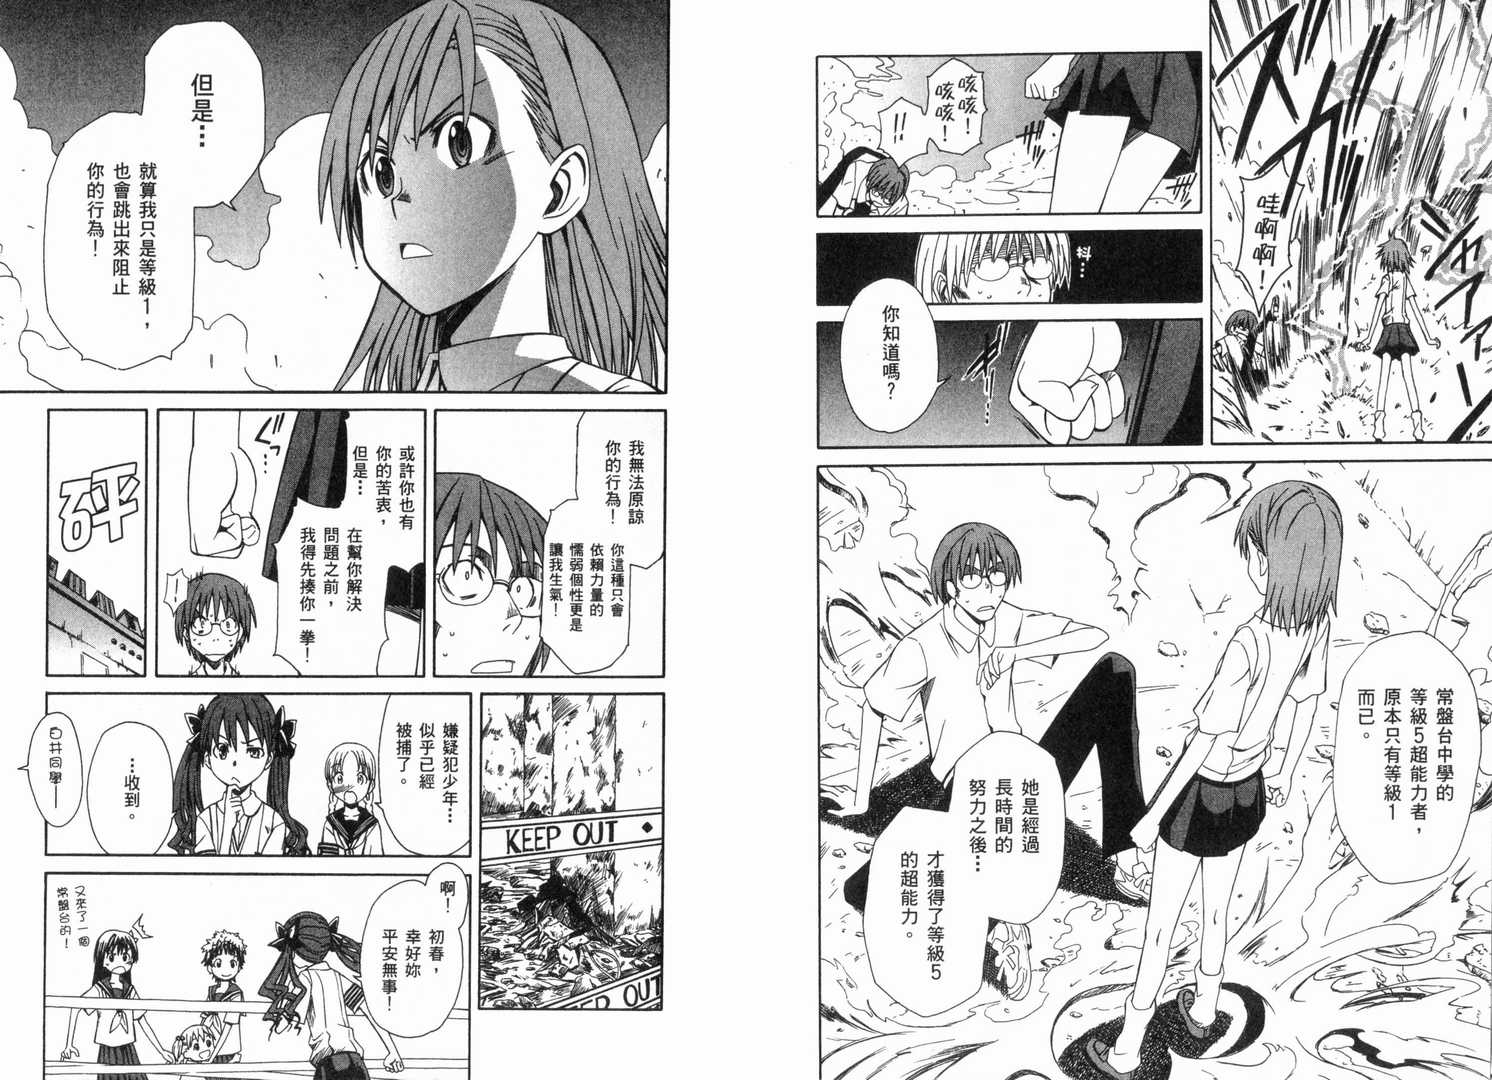 哇啊啊!
咳咳!
咳咳!
!!
抖…
你知道嗎?
常盤台中學的
等級5超能力者,
原本只有等級1
而已。
她是經過
長時間的
努力之後…
才獲得了等級5
的超能力。
但是…
就算我只是等級1,
也會跳出來阻止
你的行為!
我無法原諒
你的行為!
你這種只會
依賴力量的
懦弱個性更是
讓我生氣!
或許你也有
你的苦衷,
但是…
在幫你解決
問題之前,
我得先揍你一拳!
砰
KEEP OUT
KEEP OUT
嫌疑犯少年…
似乎已經
被捕了。
…收到。
白井同學——
啊!
初春,
幸好妳
平安無事!
又來了一個
常盤台的!